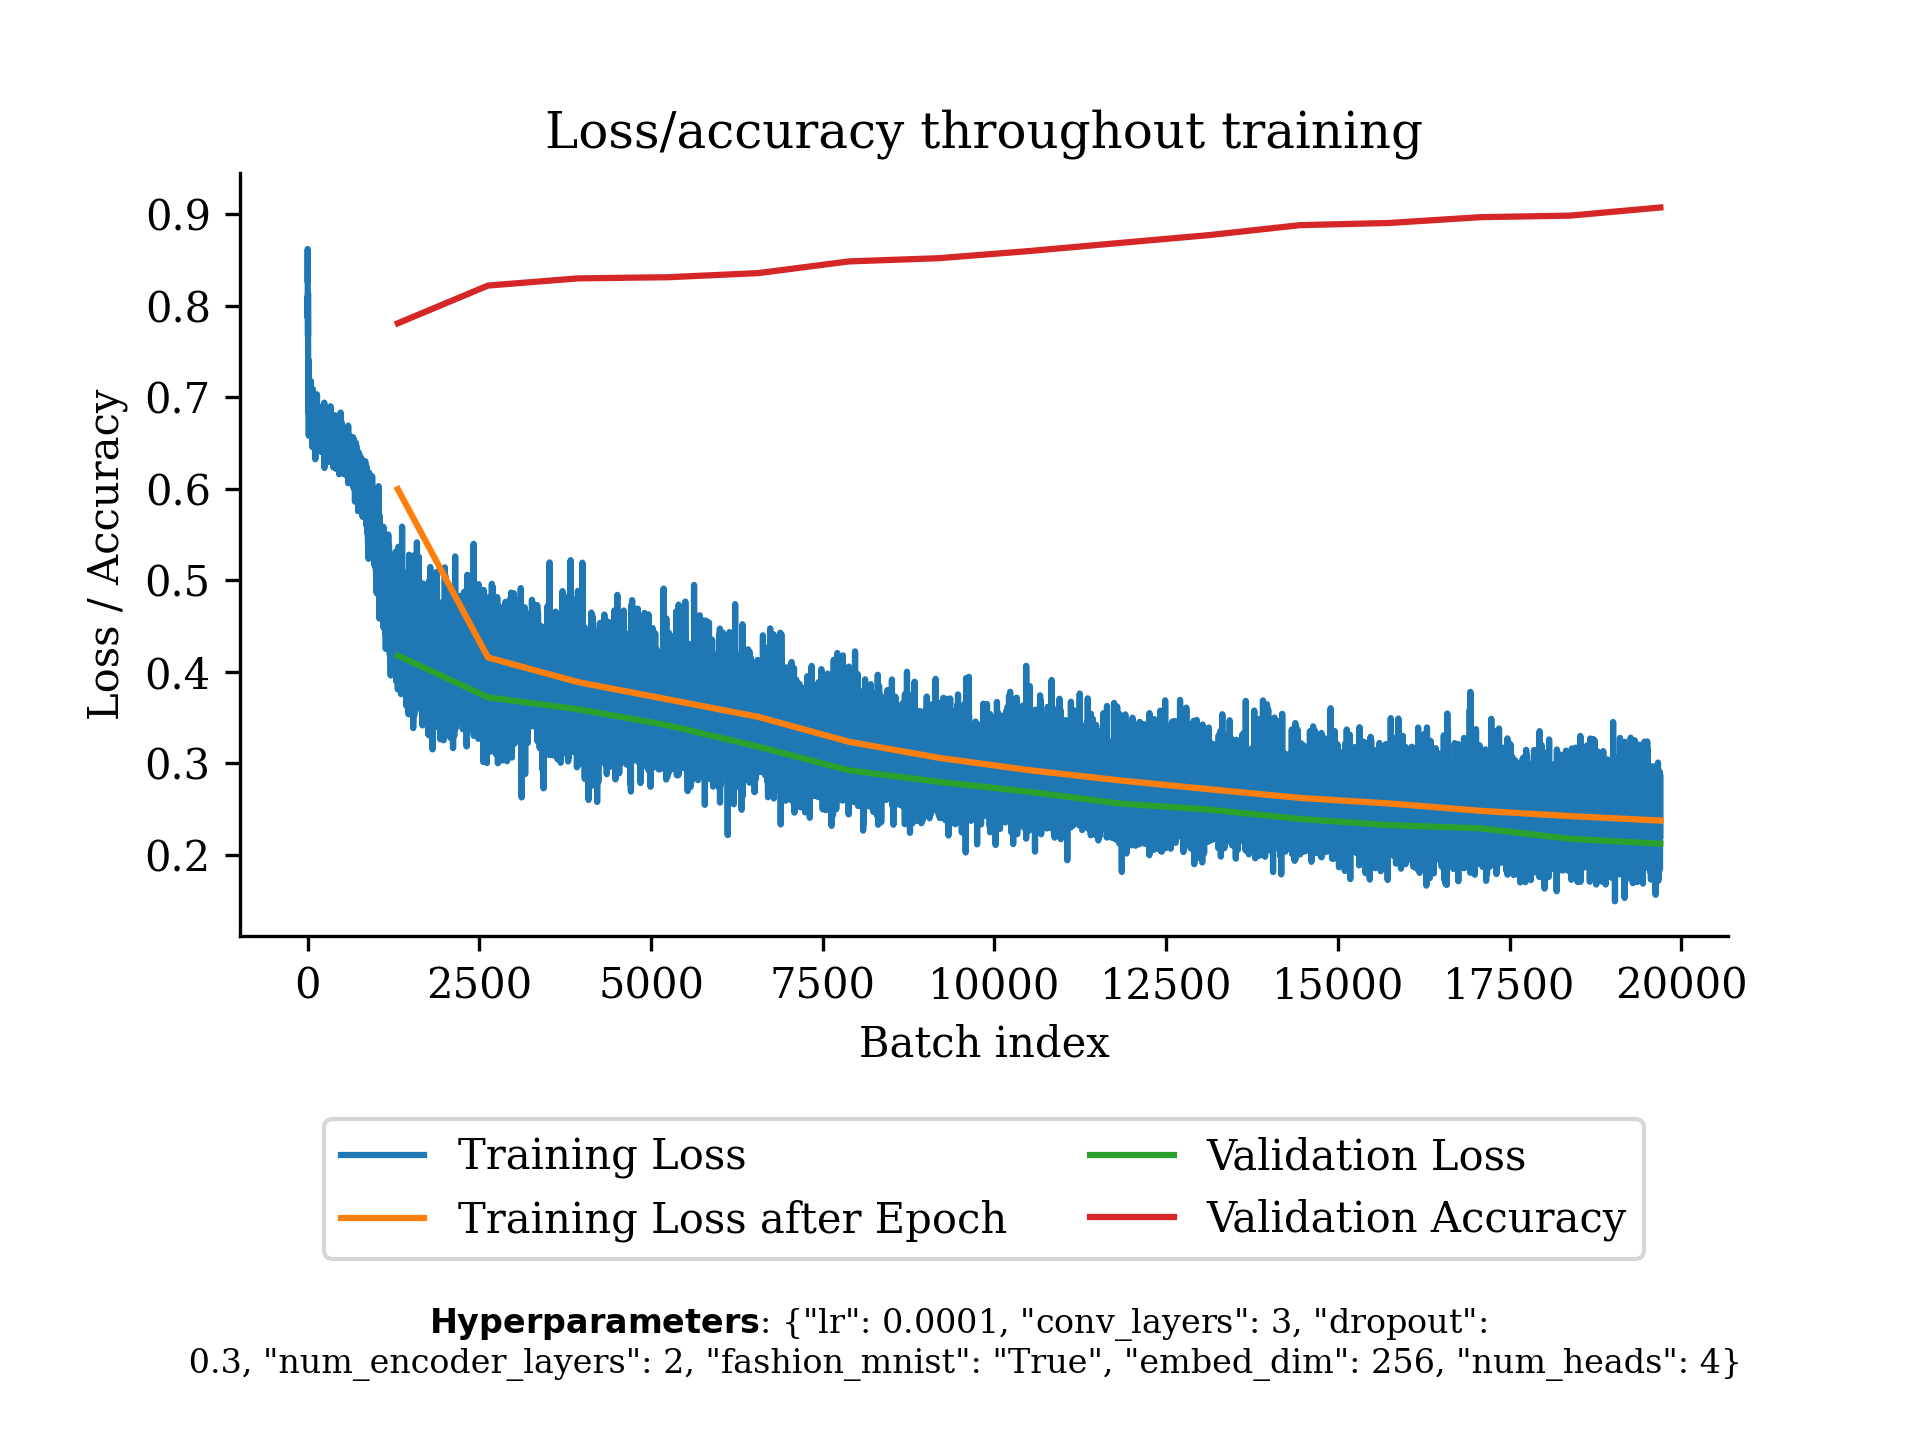 Loss/accuracy throughout training
Loss / Accuracy
0.9
0.8
0.7
0.6
0.5
0.4
0.3
0.2
0 2500 5000 7500 10000 12500 15000 17500 20000
Batch index
Training Loss
Training Loss after Epoch
Validation Loss
Validation Accuracy
Hyperparameters: {"lr": 0.0001, "conv_layers": 3, "dropout":
0.3, "num_encoder_layers": 2, "fashion_mnist": "True", "embed_dim": 256, "num_heads": 4}